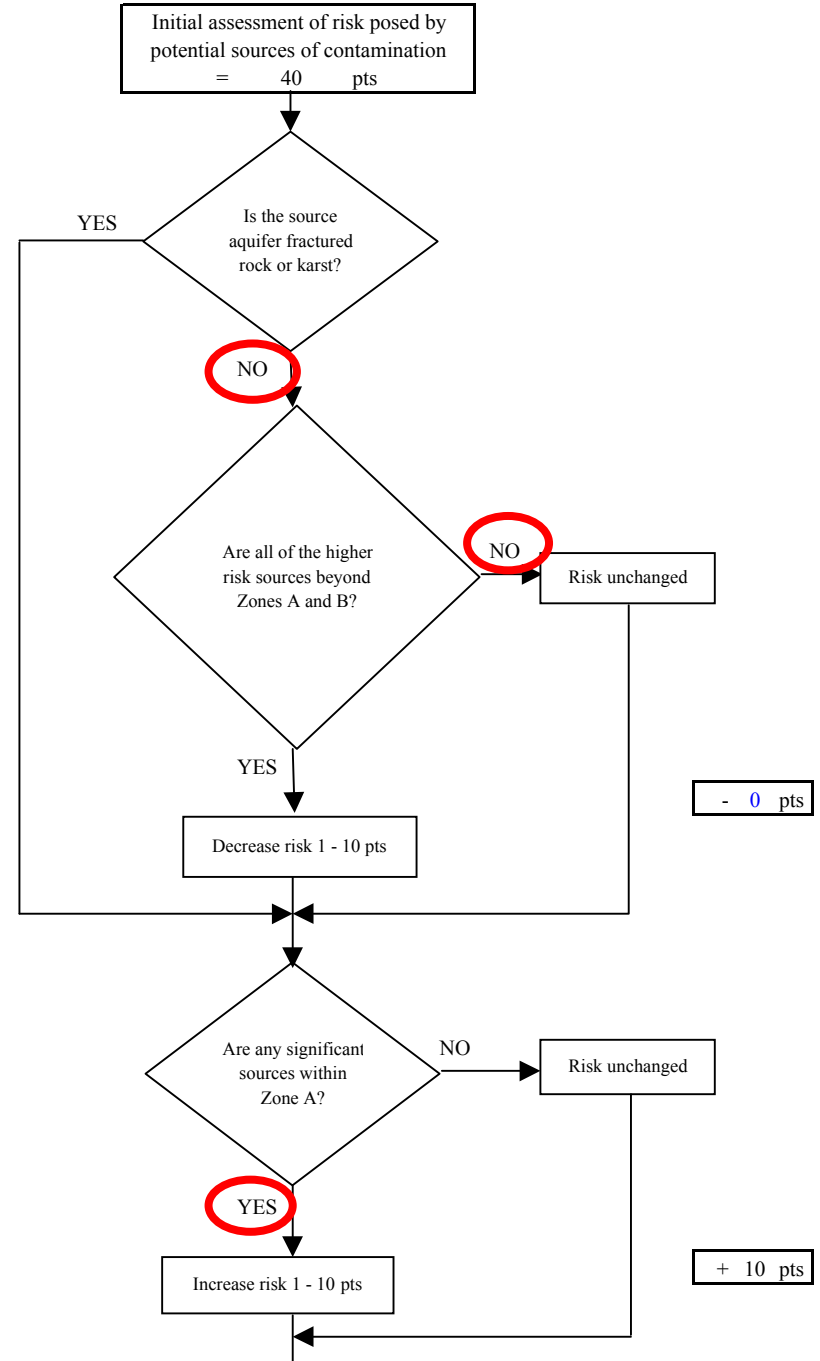 Initial assessment of risk posed by
potential sources of contamination
= 40 pts
YES
Is the source
aquifer fractured
rock or karst?
NO
Are all of the higher
risk sources beyond
Zones A and B?
NO
Risk unchanged
YES
- 0 pts
Decrease risk 1 - 10 pts
Are any significant
sources within
Zone A?
NO
Risk unchanged
YES
Increase risk 1 - 10 pts
+ 10 pts